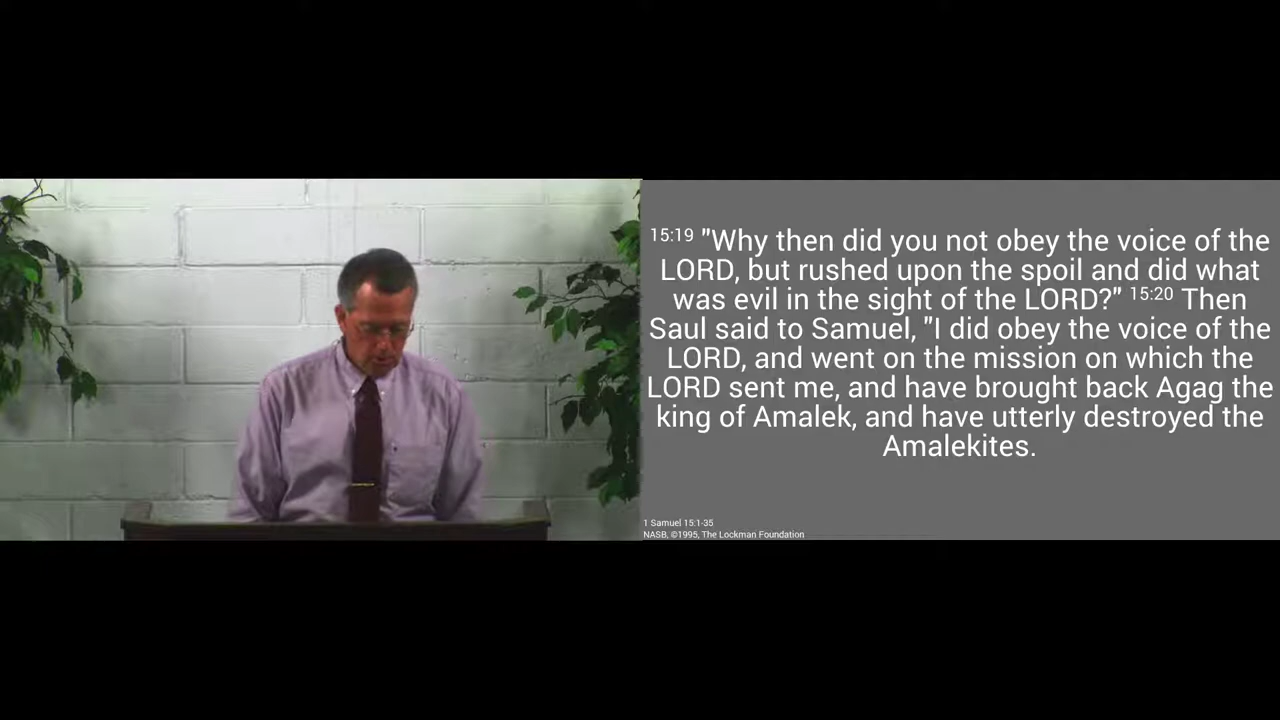 15:19 "Why then did you not obey the voice of the
LORD, but rushed upon the spoil and did what
was evil in the sight of the LORD?" 15:20 Then
Saul said to Samuel, "I did obey the voice of the
LORD, and went on the mission on which the
LORD sent me, and have brought back Agag the
king of Amalek, and have utterly destroyed the
Amalekites.
1 Samuel 15:1-35
NASB, ©1995, The Lockman Foundation